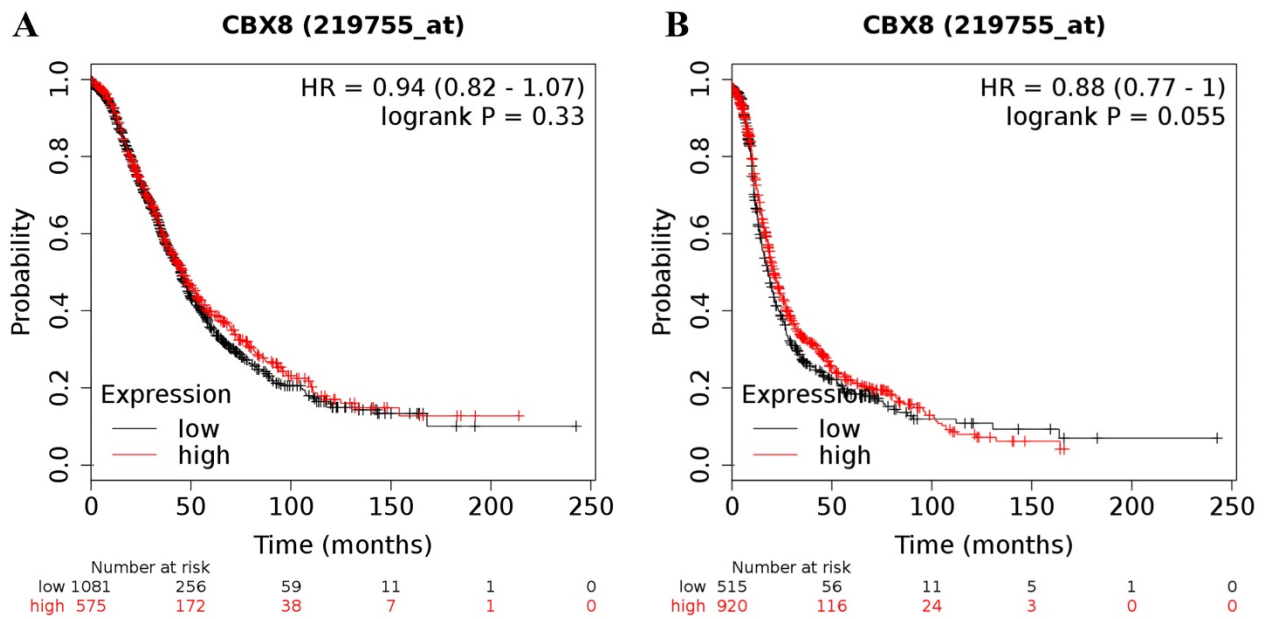 A
CBX8 (219755_at)
HR = 0.94 (0.82 - 1.07)
logrank P = 0.33
Probability
1.0
0.8
0.6
0.4
0.2
0.0
Expression
low
high
0 50 100 150 200 250
Time (months)
Number at risk
low 1081 256 59 11 1 0
high 575 172 38 7 1 0
B
CBX8 (219755_at)
HR = 0.88 (0.77 - 1)
logrank P = 0.055
Probability
1.0
0.8
0.6
0.4
0.2
0.0
Expression
low
high
0 50 100 150 200 250
Time (months)
Number at risk
low 515 56 11 5 1 0
high 920 116 24 3 0 0